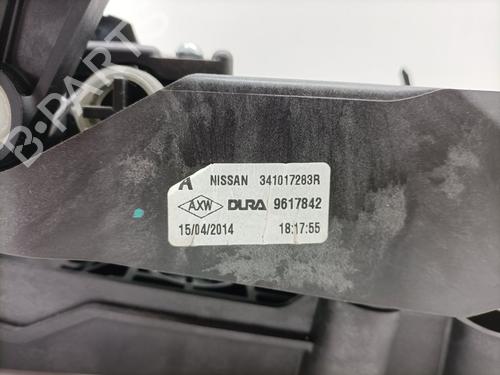 B-PARTS
A NISSAN 341017283R
AXW DURA 9617842
15/04/2014 18:17:55